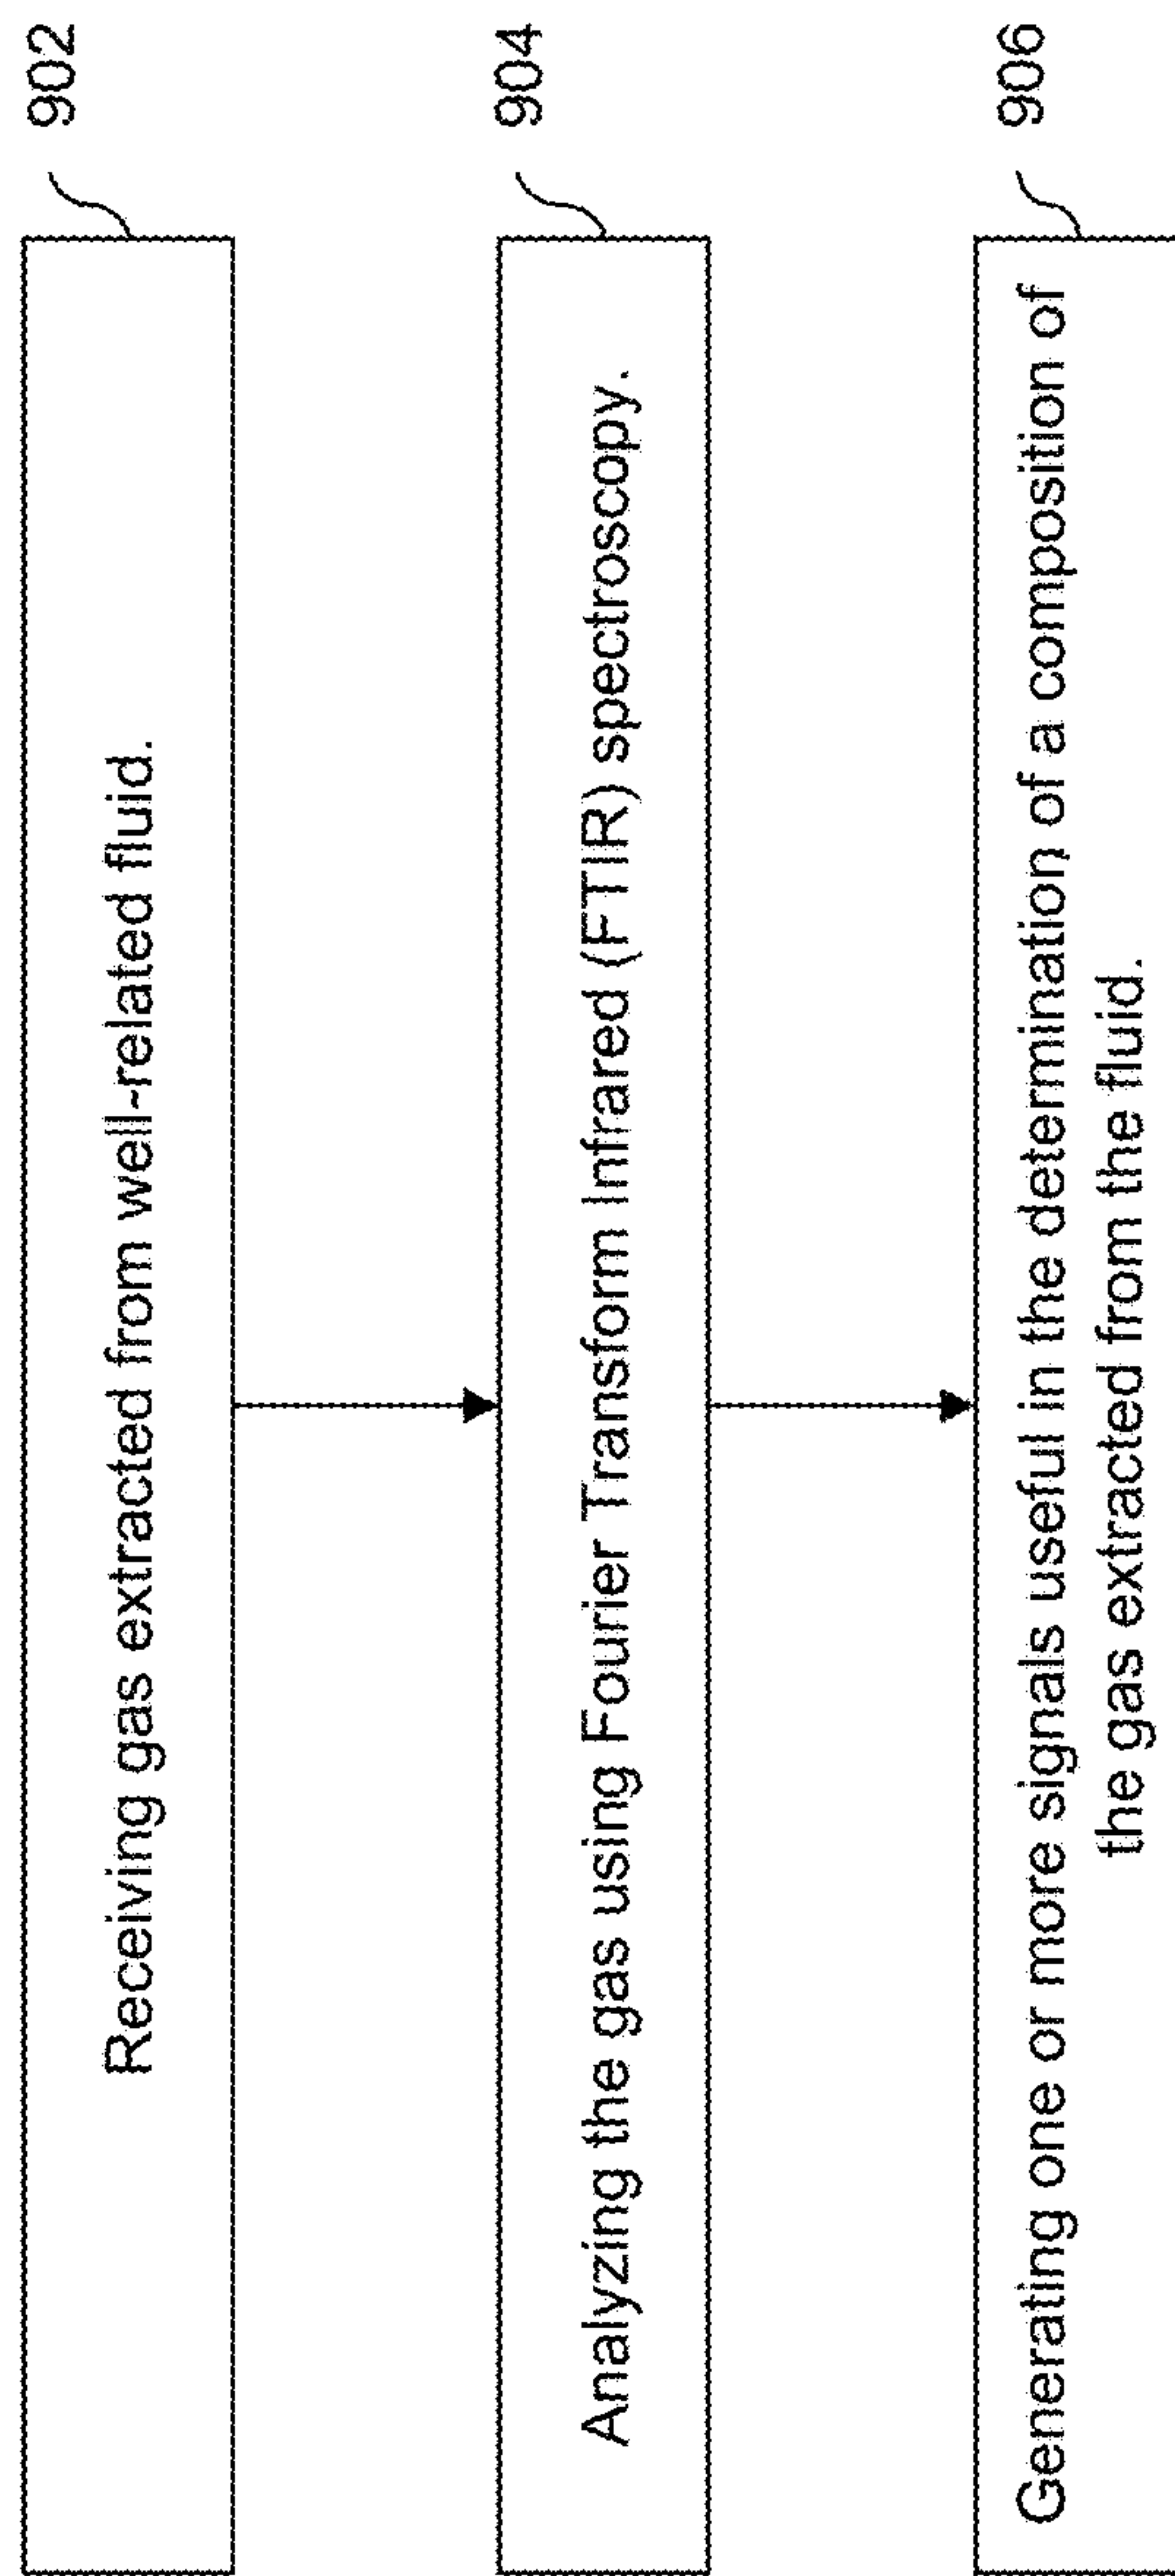 902
Receiving gas extracted from well-related fluid.
904
Analyzing the gas using Fourier Transform Infrared (FTIR) spectroscopy.
906
Generating one or more signals useful in the determination of a composition of
the gas extracted from the fluid.